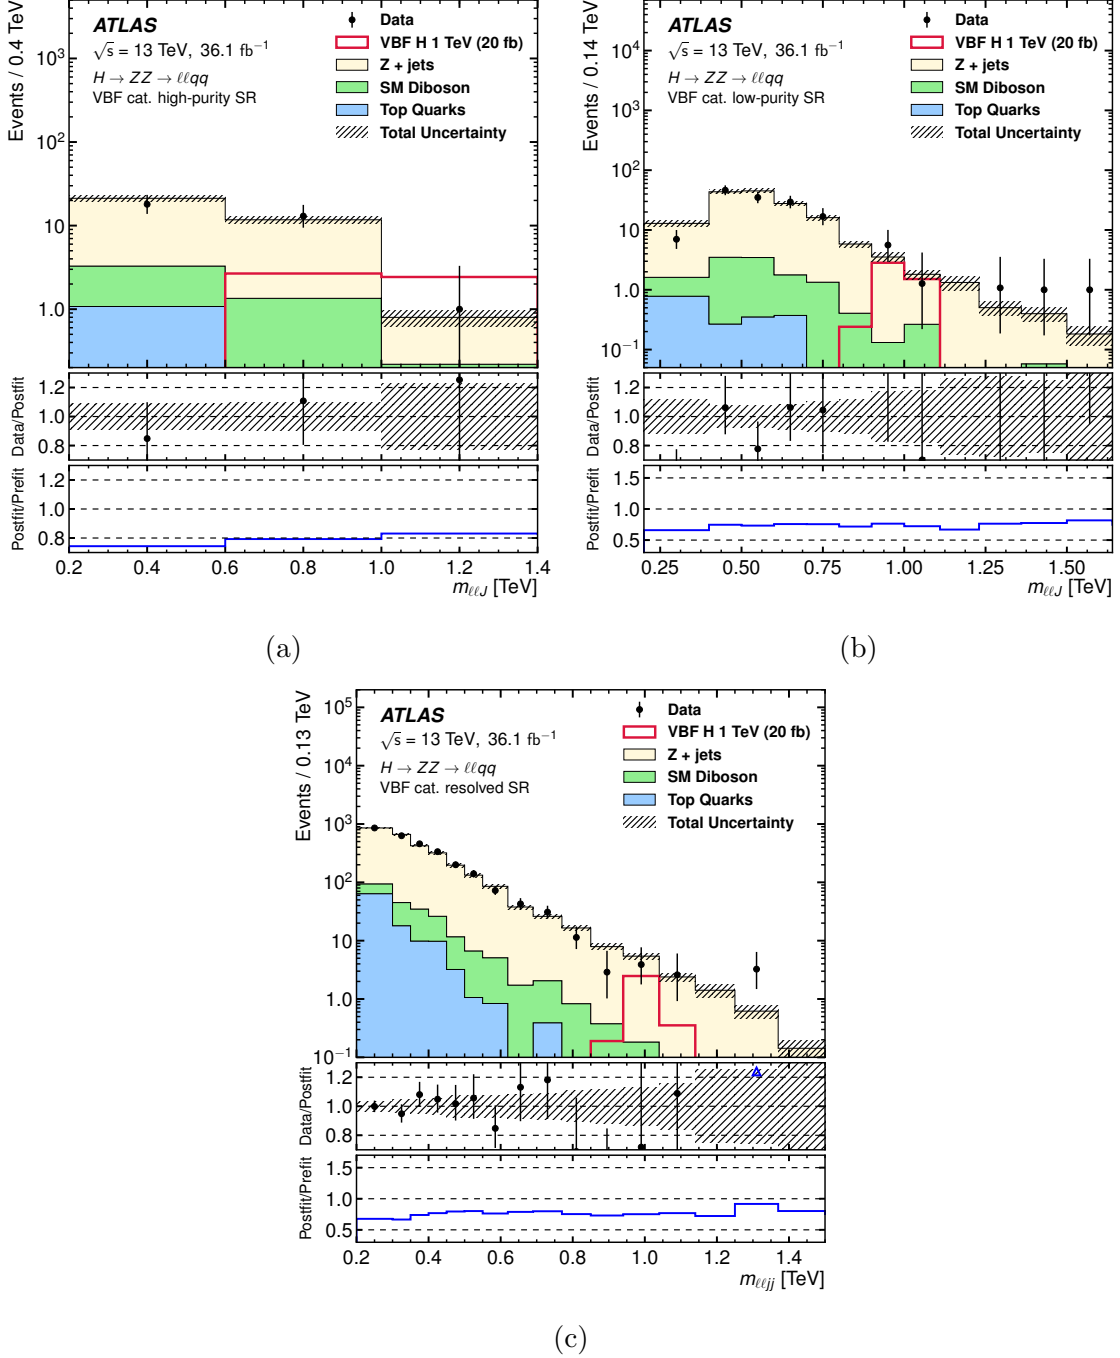 ATLAS
√s = 13 TeV, 36.1 fb⁻¹
H → ZZ → ℓℓqq
VBF cat. high-purity SR
Data
VBF H 1 TeV (20 fb)
Z + jets
SM Diboson
Top Quarks
Total Uncertainty
Events / 0.4 TeV
10²
10
1.0
Data/Postfit
1.2
1.0
0.8
Postfit/Prefit
1.2
1.0
0.8
0.2 0.4 0.6 0.8 1.0 1.2 1.4
m_ℓℓJ [TeV]
(a)
ATLAS
√s = 13 TeV, 36.1 fb⁻¹
H → ZZ → ℓℓqq
VBF cat. low-purity SR
Data
VBF H 1 TeV (20 fb)
Z + jets
SM Diboson
Top Quarks
Total Uncertainty
Events / 0.14 TeV
10⁴
10³
10²
10
1.0
10⁻¹
Data/Postfit
1.2
1.0
0.8
Postfit/Prefit
1.5
1.0
0.5
0.25 0.50 0.75 1.00 1.25 1.50
m_ℓℓJ [TeV]
(b)
ATLAS
√s = 13 TeV, 36.1 fb⁻¹
H → ZZ → ℓℓqq
VBF cat. resolved SR
Data
VBF H 1 TeV (20 fb)
Z + jets
SM Diboson
Top Quarks
Total Uncertainty
Events / 0.13 TeV
10⁵
10⁴
10³
10²
10
1.0
10⁻¹
Data/Postfit
1.2
1.0
0.8
Postfit/Prefit
1.5
1.0
0.5
0.2 0.4 0.6 0.8 1.0 1.2 1.4
m_ℓℓjj [TeV]
(c)